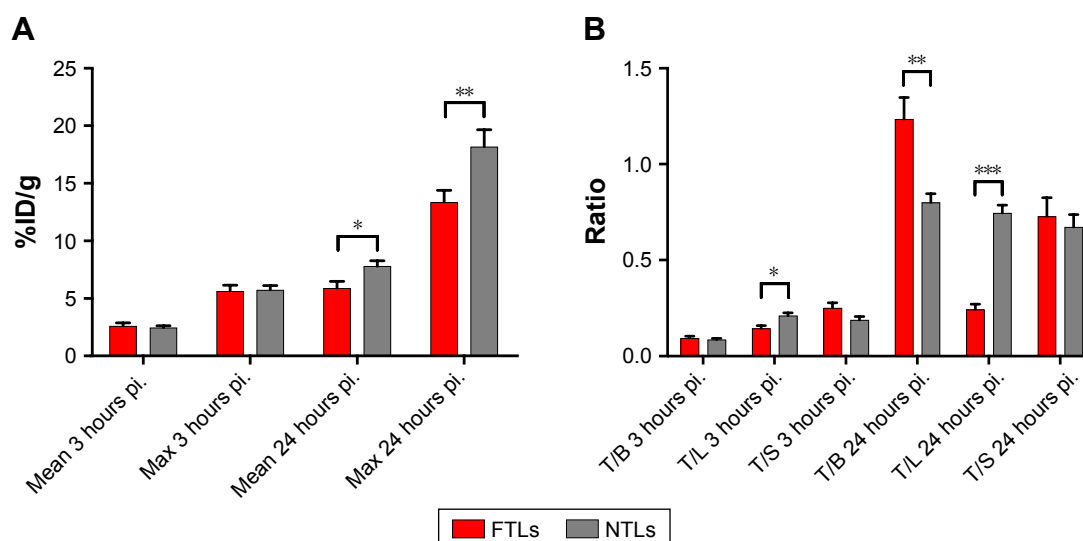 A
25
20
15
10
5
0
%ID/g
*
**
Mean 3 hours pi.
Max 3 hours pi.
Mean 24 hours pi.
Max 24 hours pi.
B
1.5
1.0
0.5
0.0
Ratio
*
**
***
T/B 3 hours pi.
T/L 3 hours pi.
T/S 3 hours pi.
T/B 24 hours pi.
T/L 24 hours pi.
T/S 24 hours pi.
FTLs NTLs